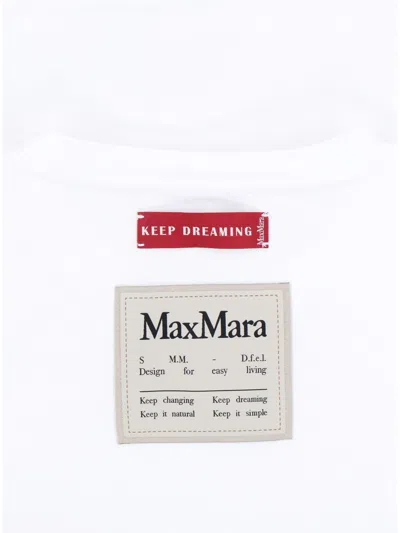 KEEP DREAMING MaxMara
MaxMara
S M.M. - D.f.e.l.
Design for easy living
Keep changing Keep dreaming
Keep it natural Keep it simple